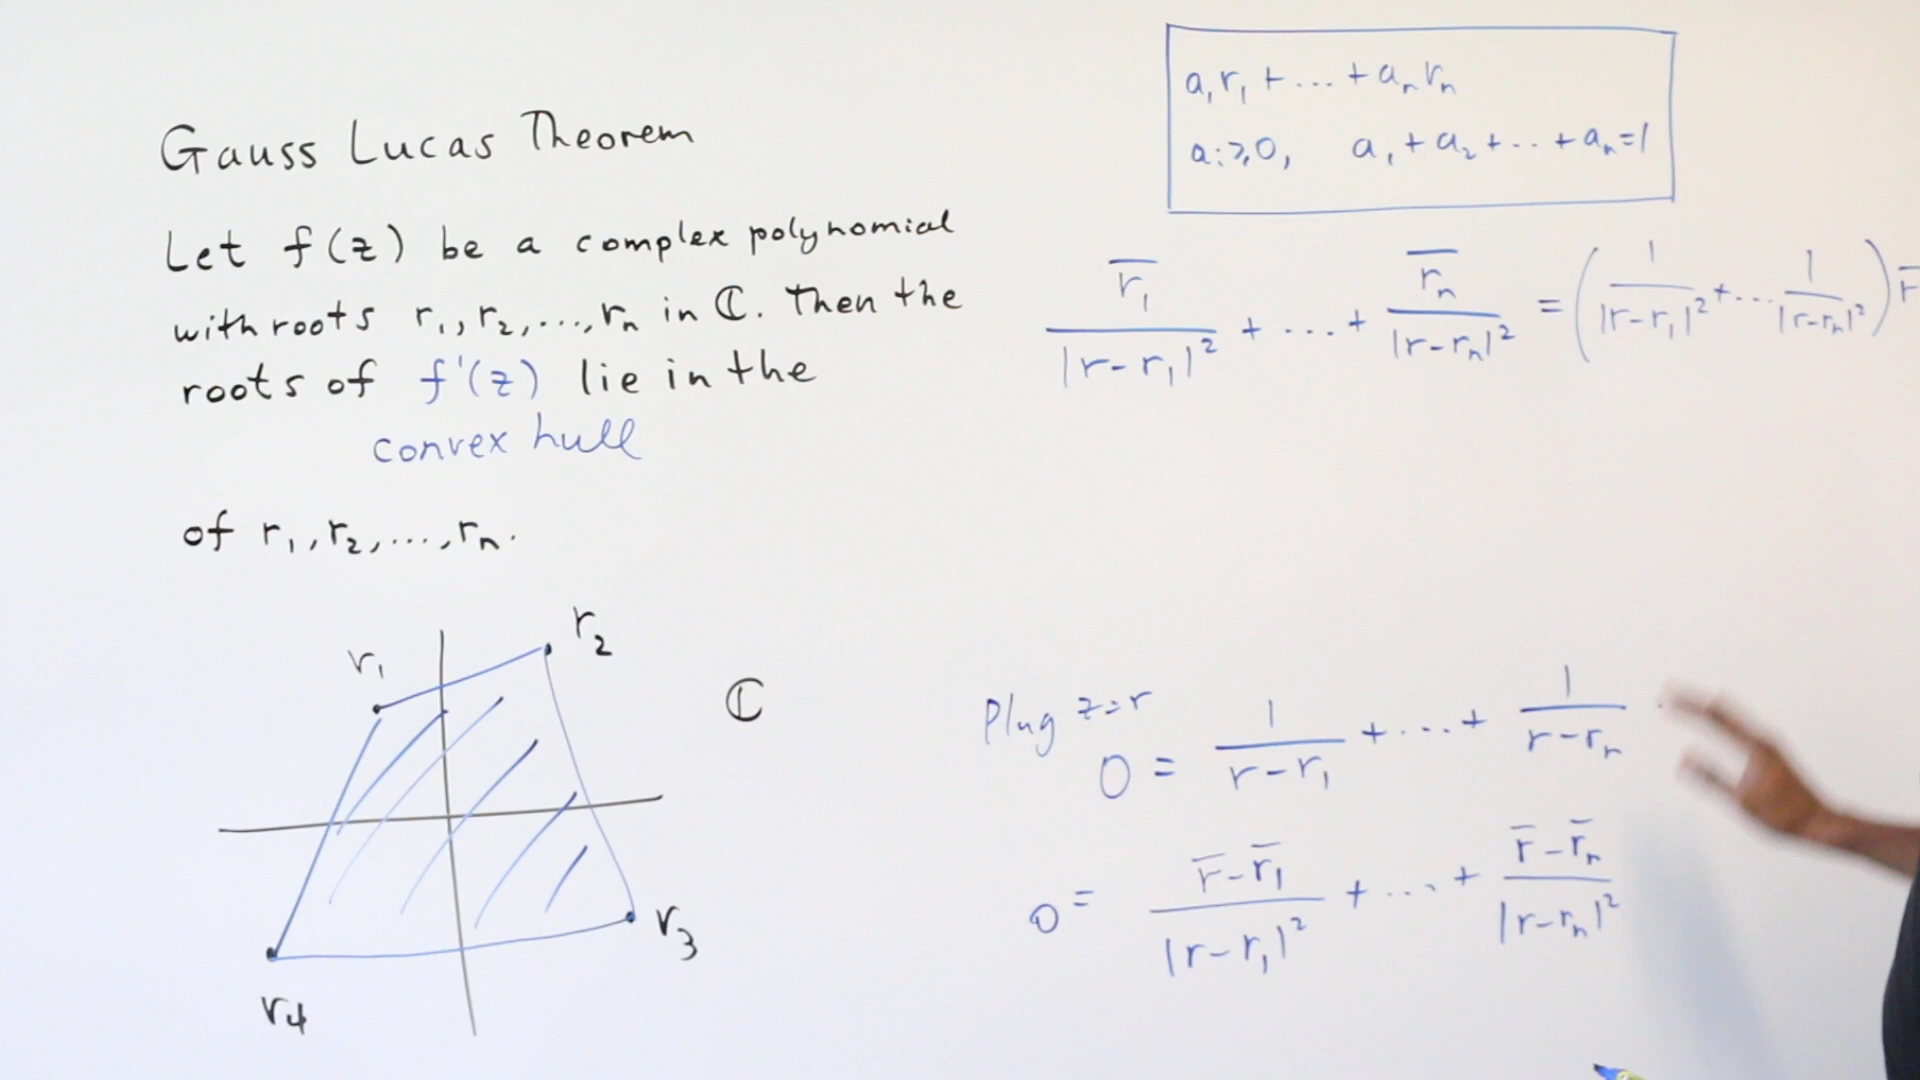 Gauss Lucas Theorem
Let f(z) be a complex polynomial
with roots r₁, r₂, ..., rₙ in ℂ. Then the
roots of f'(z) lie in the
convex hull
of r₁, r₂, ..., rₙ.
r₁
r₂
ℂ
r₃
r₄
a₁r₁ + ... + aₙrₙ
aᵢ ≥ 0, a₁ + a₂ + ... + aₙ = 1
r̄₁/|r-r₁|² + ... + r̄ₙ/|r-rₙ|² = (1/|r-r₁|² + ... 1/|r-rₙ|²) r̄
Plug z=r
0 = 1/(r-r₁) + ... + 1/(r-rₙ)
0 = (r̄-r̄₁)/|r-r₁|² + ... + (r̄-r̄ₙ)/|r-rₙ|²